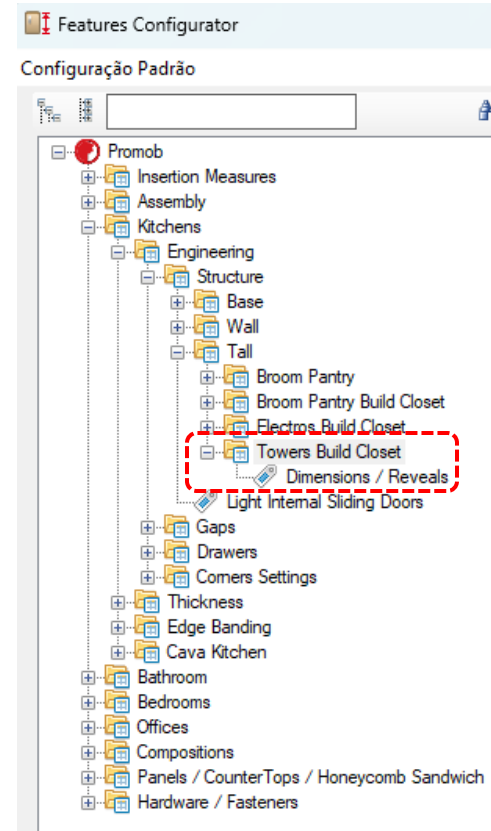 Features Configurator
Configuração Padrão
Promob
Insertion Measures
Assembly
Kitchens
Engineering
Structure
Base
Wall
Tall
Broom Pantry
Broom Pantry Build Closet
Electros Build Closet
Towers Build Closet
Dimensions / Reveals
Light Internal Sliding Doors
Gaps
Drawers
Corners Settings
Thickness
Edge Banding
Cava Kitchen
Bathroom
Bedrooms
Offices
Compositions
Panels / CounterTops / Honeycomb Sandwich
Hardware / Fasteners